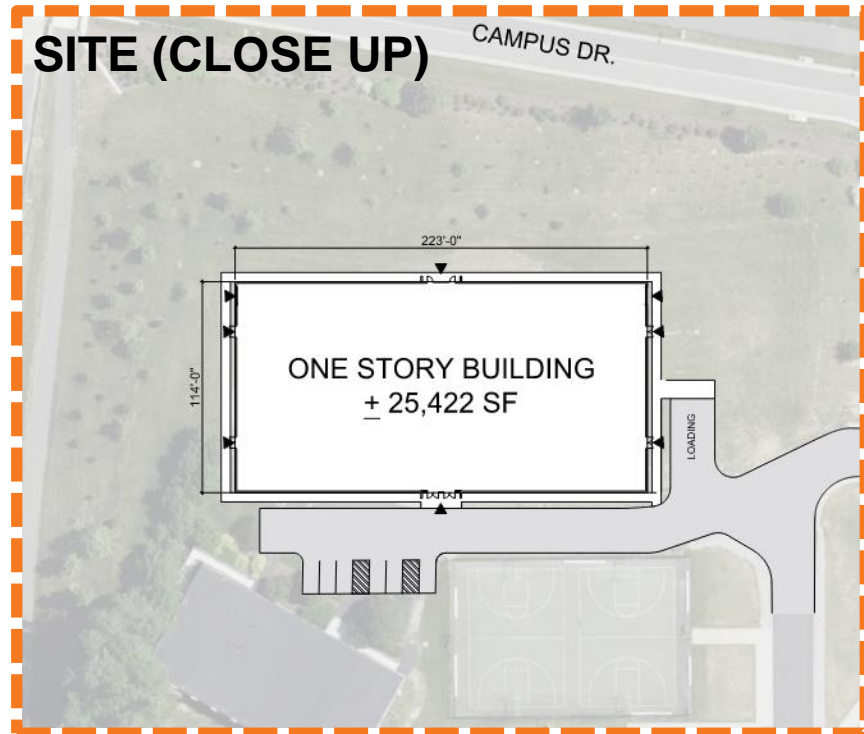 SITE (CLOSE UP)
CAMPUS DR.
223'-0"
114'-0"
ONE STORY BUILDING
± 25,422 SF
LOADING